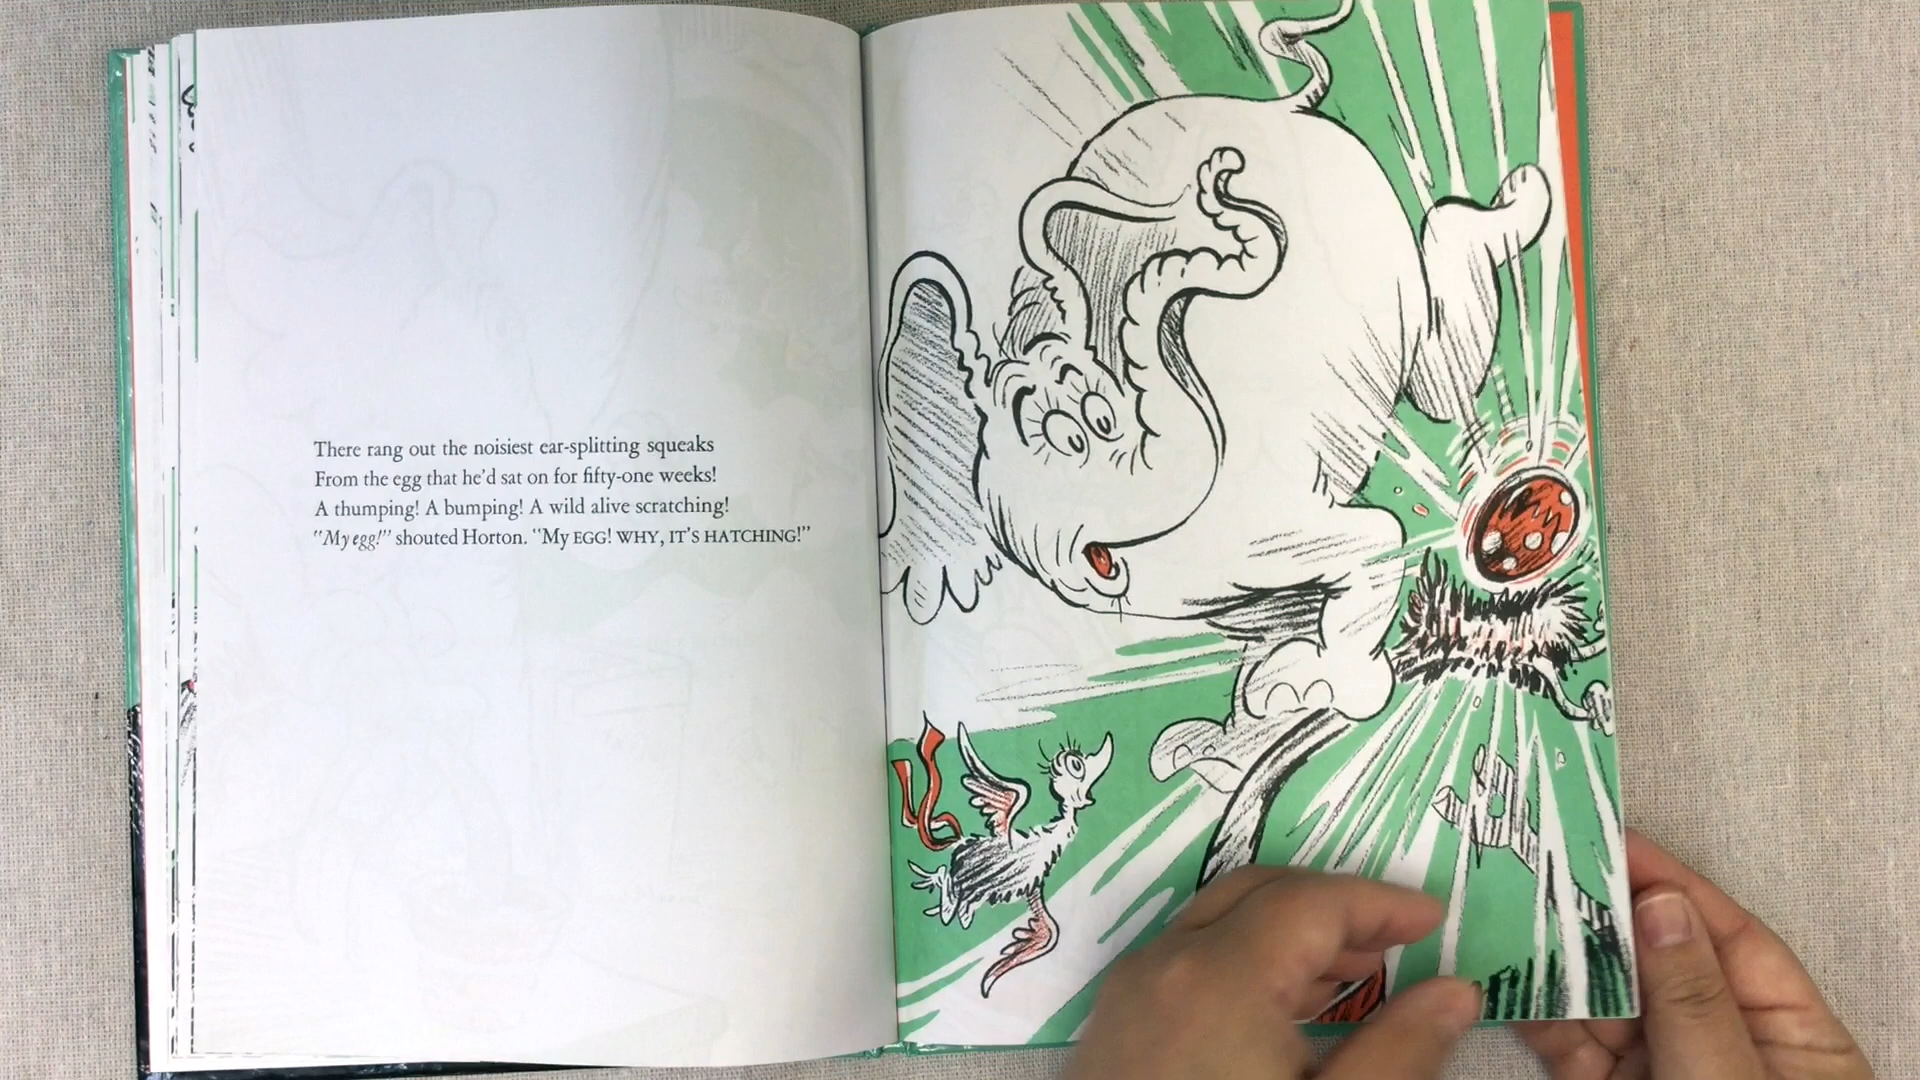 There rang out the noisiest ear-splitting squeaks
From the egg that he'd sat on for fifty-one weeks!
A thumping! A bumping! A wild alive scratching!
"My egg!" shouted Horton. "My EGG! WHY, IT'S HATCHING!"